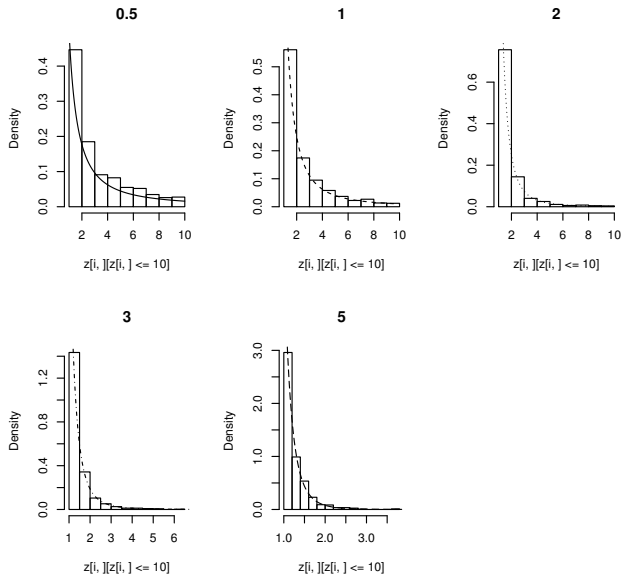 0.5
Density
0.0 0.1 0.2 0.3 0.4
2 4 6 8 10
z[i, ][z[i, ] <= 10]
1
Density
0.0 0.1 0.2 0.3 0.4 0.5
2 4 6 8 10
z[i, ][z[i, ] <= 10]
2
Density
0.0 0.2 0.4 0.6
2 4 6 8 10
z[i, ][z[i, ] <= 10]
3
Density
0.0 0.4 0.8 1.2
1 2 3 4 5 6
z[i, ][z[i, ] <= 10]
5
Density
0.0 1.0 2.0 3.0
1.0 2.0 3.0
z[i, ][z[i, ] <= 10]